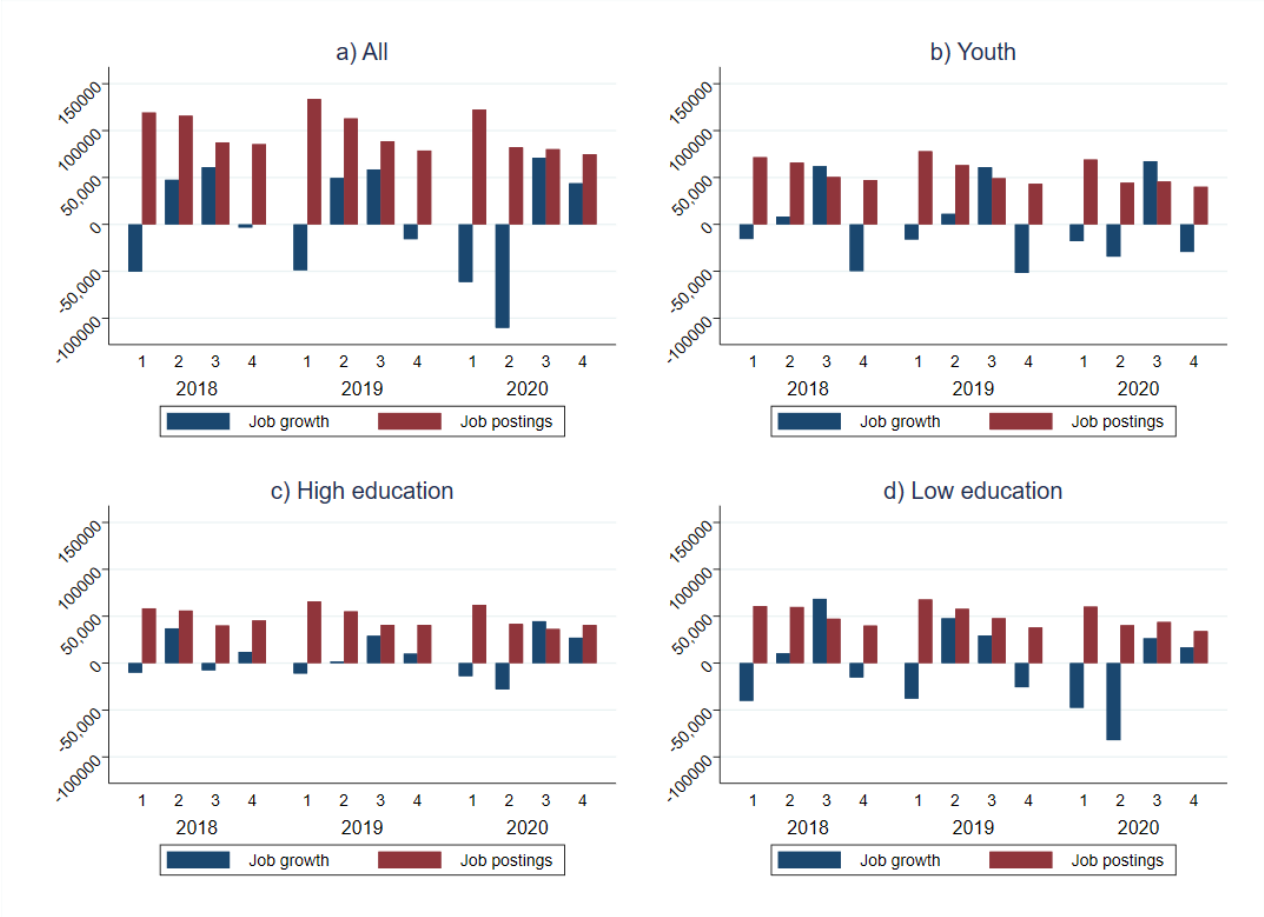 a) All
150000
100000
50,000
0
-50,000
-100000
1 2 3 4 1 2 3 4 1 2 3 4
2018 2019 2020
Job growth Job postings
b) Youth
150000
100000
50,000
0
-50,000
-100000
1 2 3 4 1 2 3 4 1 2 3 4
2018 2019 2020
Job growth Job postings
c) High education
150000
100000
50,000
0
-50,000
-100000
1 2 3 4 1 2 3 4 1 2 3 4
2018 2019 2020
Job growth Job postings
d) Low education
150000
100000
50,000
0
-50,000
-100000
1 2 3 4 1 2 3 4 1 2 3 4
2018 2019 2020
Job growth Job postings